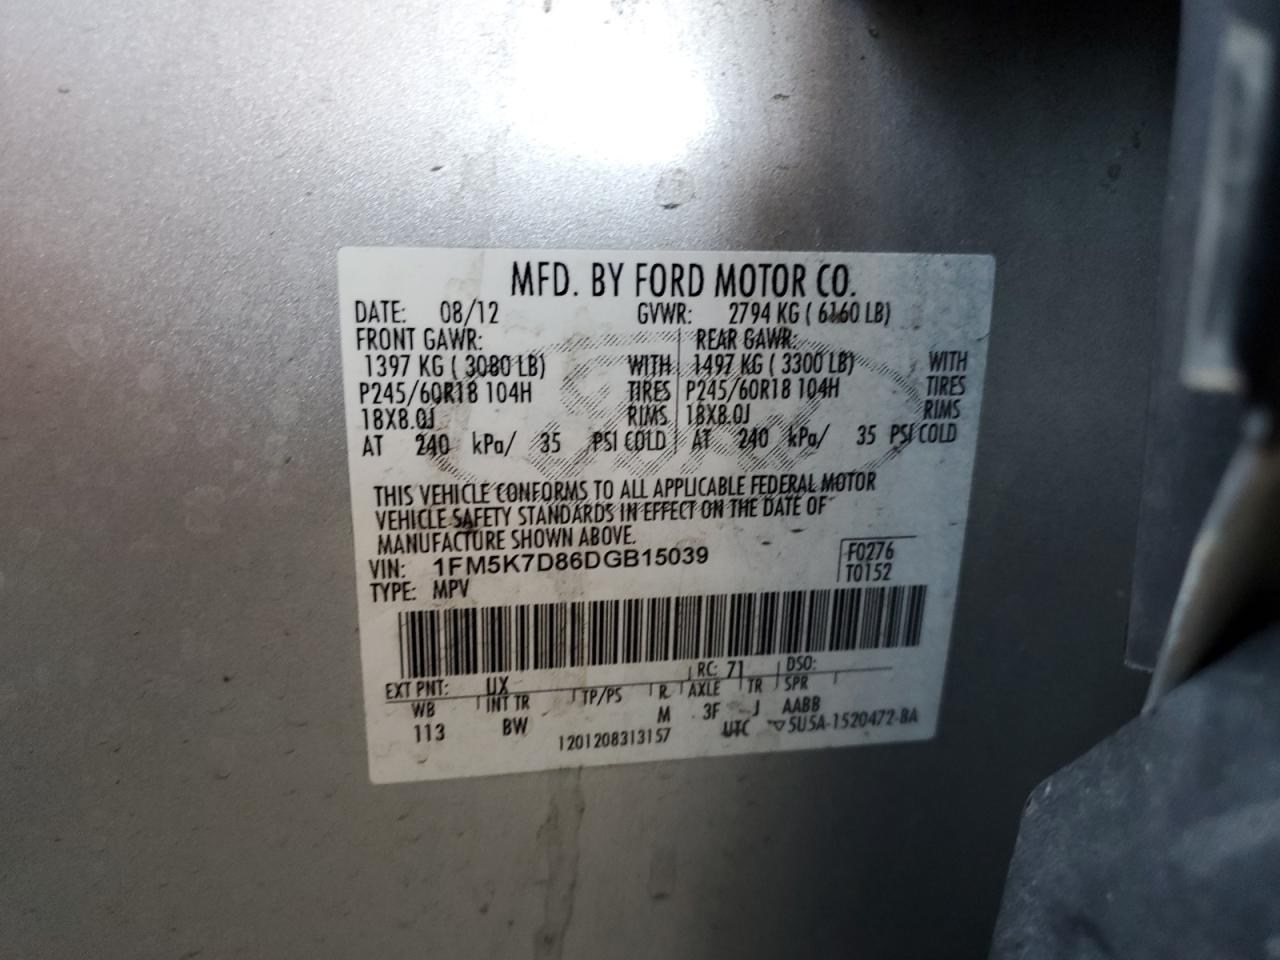 MFD. BY FORD MOTOR CO.
DATE: 08/12 GVWR: 2794 KG ( 6160 LB)
FRONT GAWR: REAR GAWR:
1397 KG ( 3080 LB) WITH 1497 KG ( 3300 LB) WITH
P245/60R18 104H TIRES P245/60R18 104H TIRES
18X8.0J RIMS 18X8.0J RIMS
AT 240 kPa/ 35 PSI COLD AT 240 kPa/ 35 PSI COLD
THIS VEHICLE CONFORMS TO ALL APPLICABLE FEDERAL MOTOR
VEHICLE SAFETY STANDARDS IN EFFECT ON THE DATE OF
MANUFACTURE SHOWN ABOVE.
VIN: 1FM5K7D86DGB15039 F0276
TYPE: MPV T0152
EXT PNT: UX RC: 71 DSO:
WB INT TR TP/PS R AXLE TR SPR
113 BW M 3F J AABB
1201208313157 UTC ▽5U5A-1520472-BA